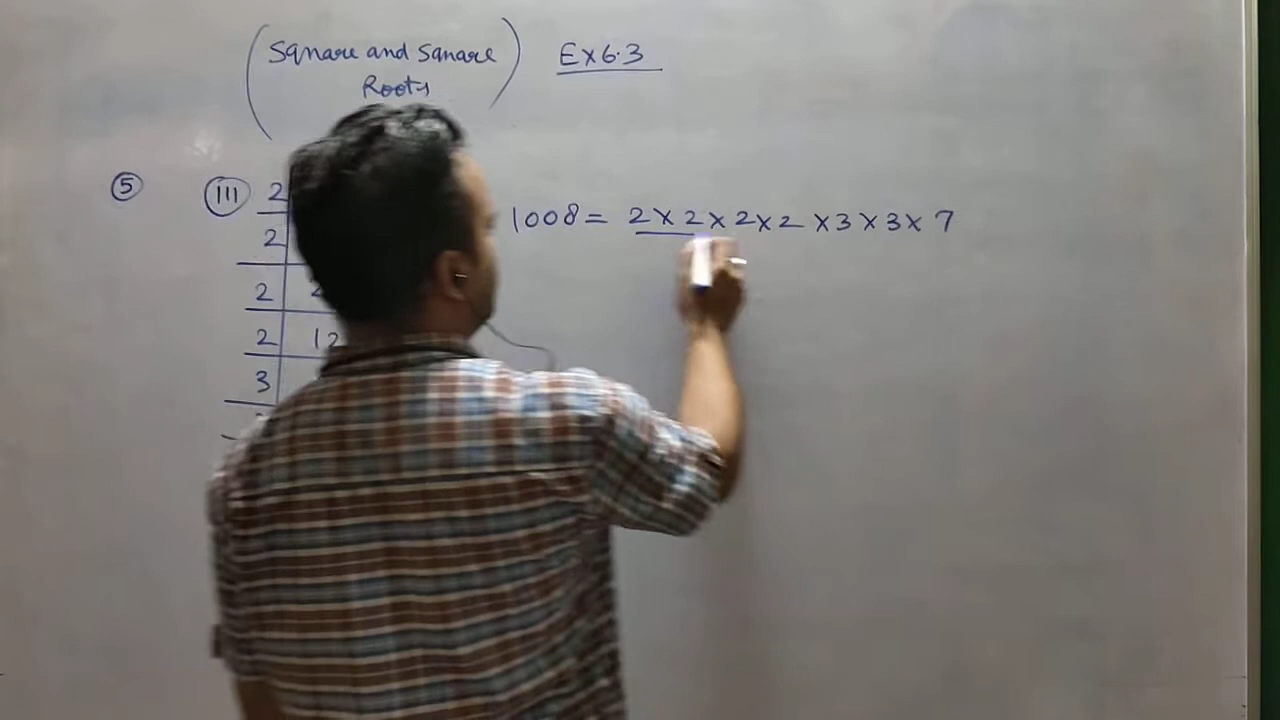 (Square and Square
Roots) Ex 6.3
5 III 2
1008 = 2 × 2 × 2 × 2 × 3 × 3 × 7
2
2
2 12
3